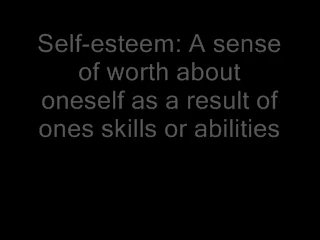 Self-esteem: A sense
of worth about
oneself as a result of
ones skills or abilities